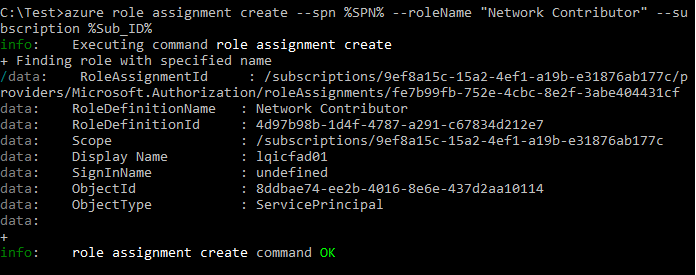 C:\Test>azure role assignment create --spn %SPN% --roleName "Network Contributor" --su
bscription %Sub_ID%
info:    Executing command role assignment create
+ Finding role with specified name
/data:    RoleAssignmentId     : /subscriptions/9ef8a15c-15a2-4ef1-a19b-e31876ab177c/p
roviders/Microsoft.Authorization/roleAssignments/fe7b99fb-752e-4cbc-8e2f-3abe404431cf
data:    RoleDefinitionName   : Network Contributor
data:    RoleDefinitionId     : 4d97b98b-1d4f-4787-a291-c67834d212e7
data:    Scope                : /subscriptions/9ef8a15c-15a2-4ef1-a19b-e31876ab177c
data:    Display Name         : lqicfad01
data:    SignInName           : undefined
data:    ObjectId             : 8ddbae74-ee2b-4016-8e6e-437d2aa10114
data:    ObjectType           : ServicePrincipal
data:
+
info:    role assignment create command OK